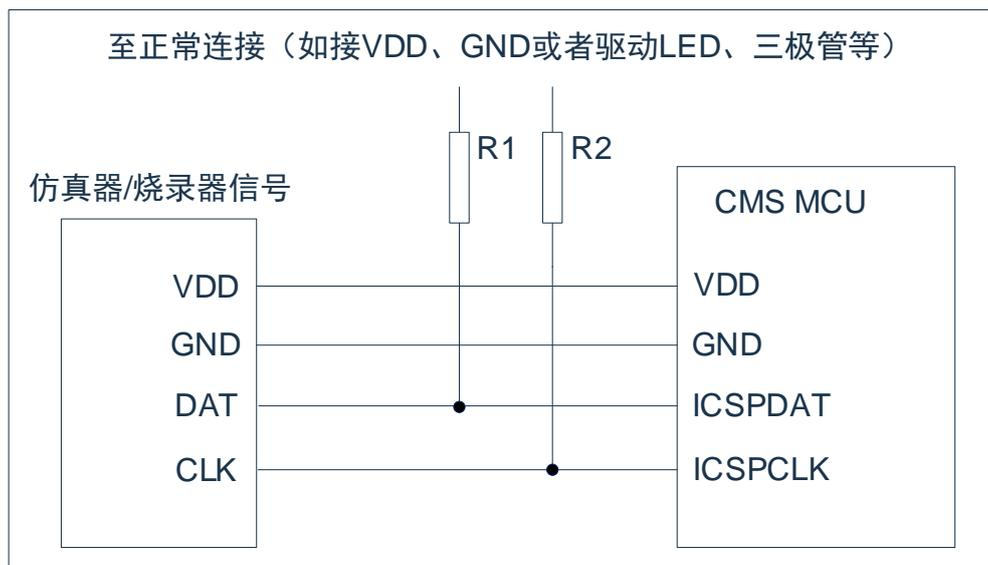 至正常连接（如接VDD、GND或者驱动LED、三极管等）
R1
R2
仿真器/烧录器信号
CMS MCU
VDD
VDD
GND
GND
DAT
ICSPDAT
CLK
ICSPCLK